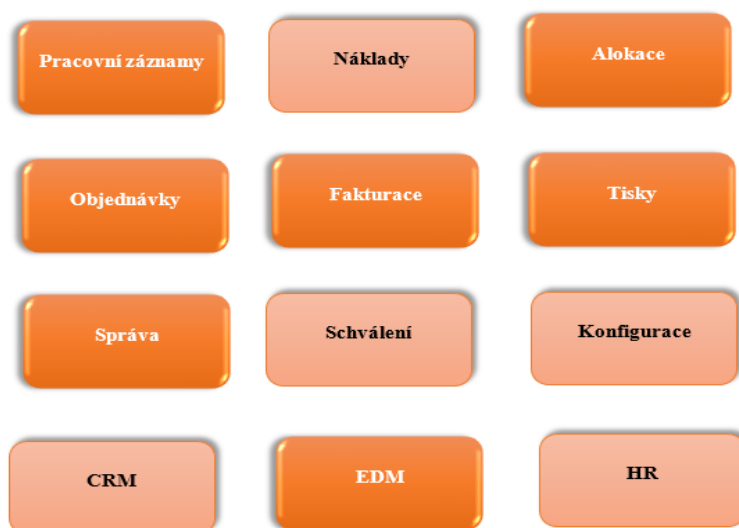 Pracovní záznamy
Náklady
Alokace
Objednávky
Fakturace
Tisky
Správa
Schválení
Konfigurace
CRM
EDM
HR